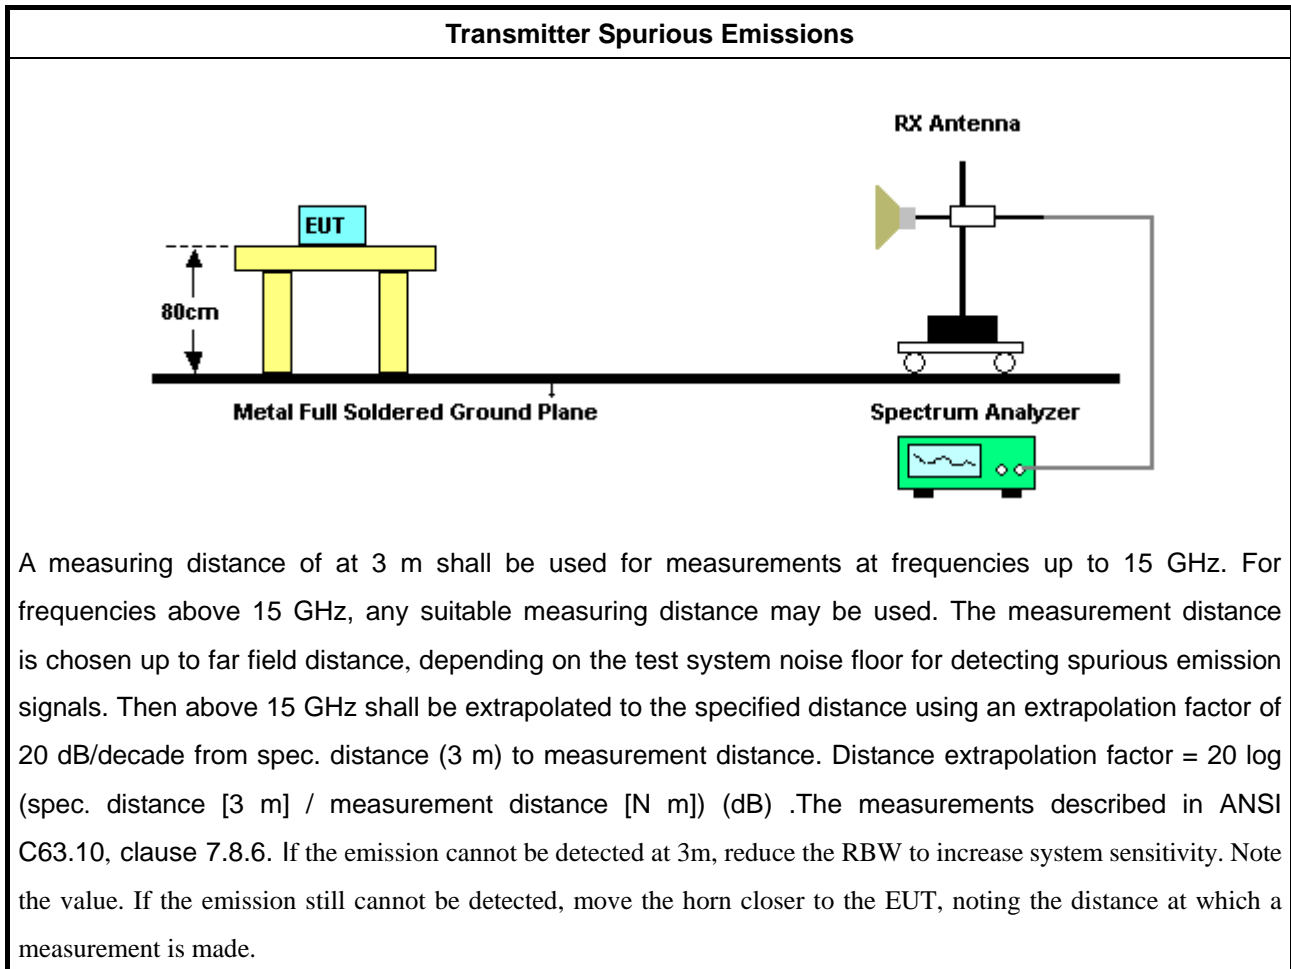 Transmitter Spurious Emissions
RX Antenna
EUT
80cm
Metal Full Soldered Ground Plane
Spectrum Analyzer
A measuring distance of at 3 m shall be used for measurements at frequencies up to 15 GHz. For
frequencies above 15 GHz, any suitable measuring distance may be used. The measurement distance
is chosen up to far field distance, depending on the test system noise floor for detecting spurious emission
signals. Then above 15 GHz shall be extrapolated to the specified distance using an extrapolation factor of
20 dB/decade from spec. distance (3 m) to measurement distance. Distance extrapolation factor = 20 log
(spec. distance [3 m] / measurement distance [N m]) (dB) .The measurements described in ANSI
C63.10, clause 7.8.6. If the emission cannot be detected at 3m, reduce the RBW to increase system sensitivity. Note
the value. If the emission still cannot be detected, move the horn closer to the EUT, noting the distance at which a
measurement is made.